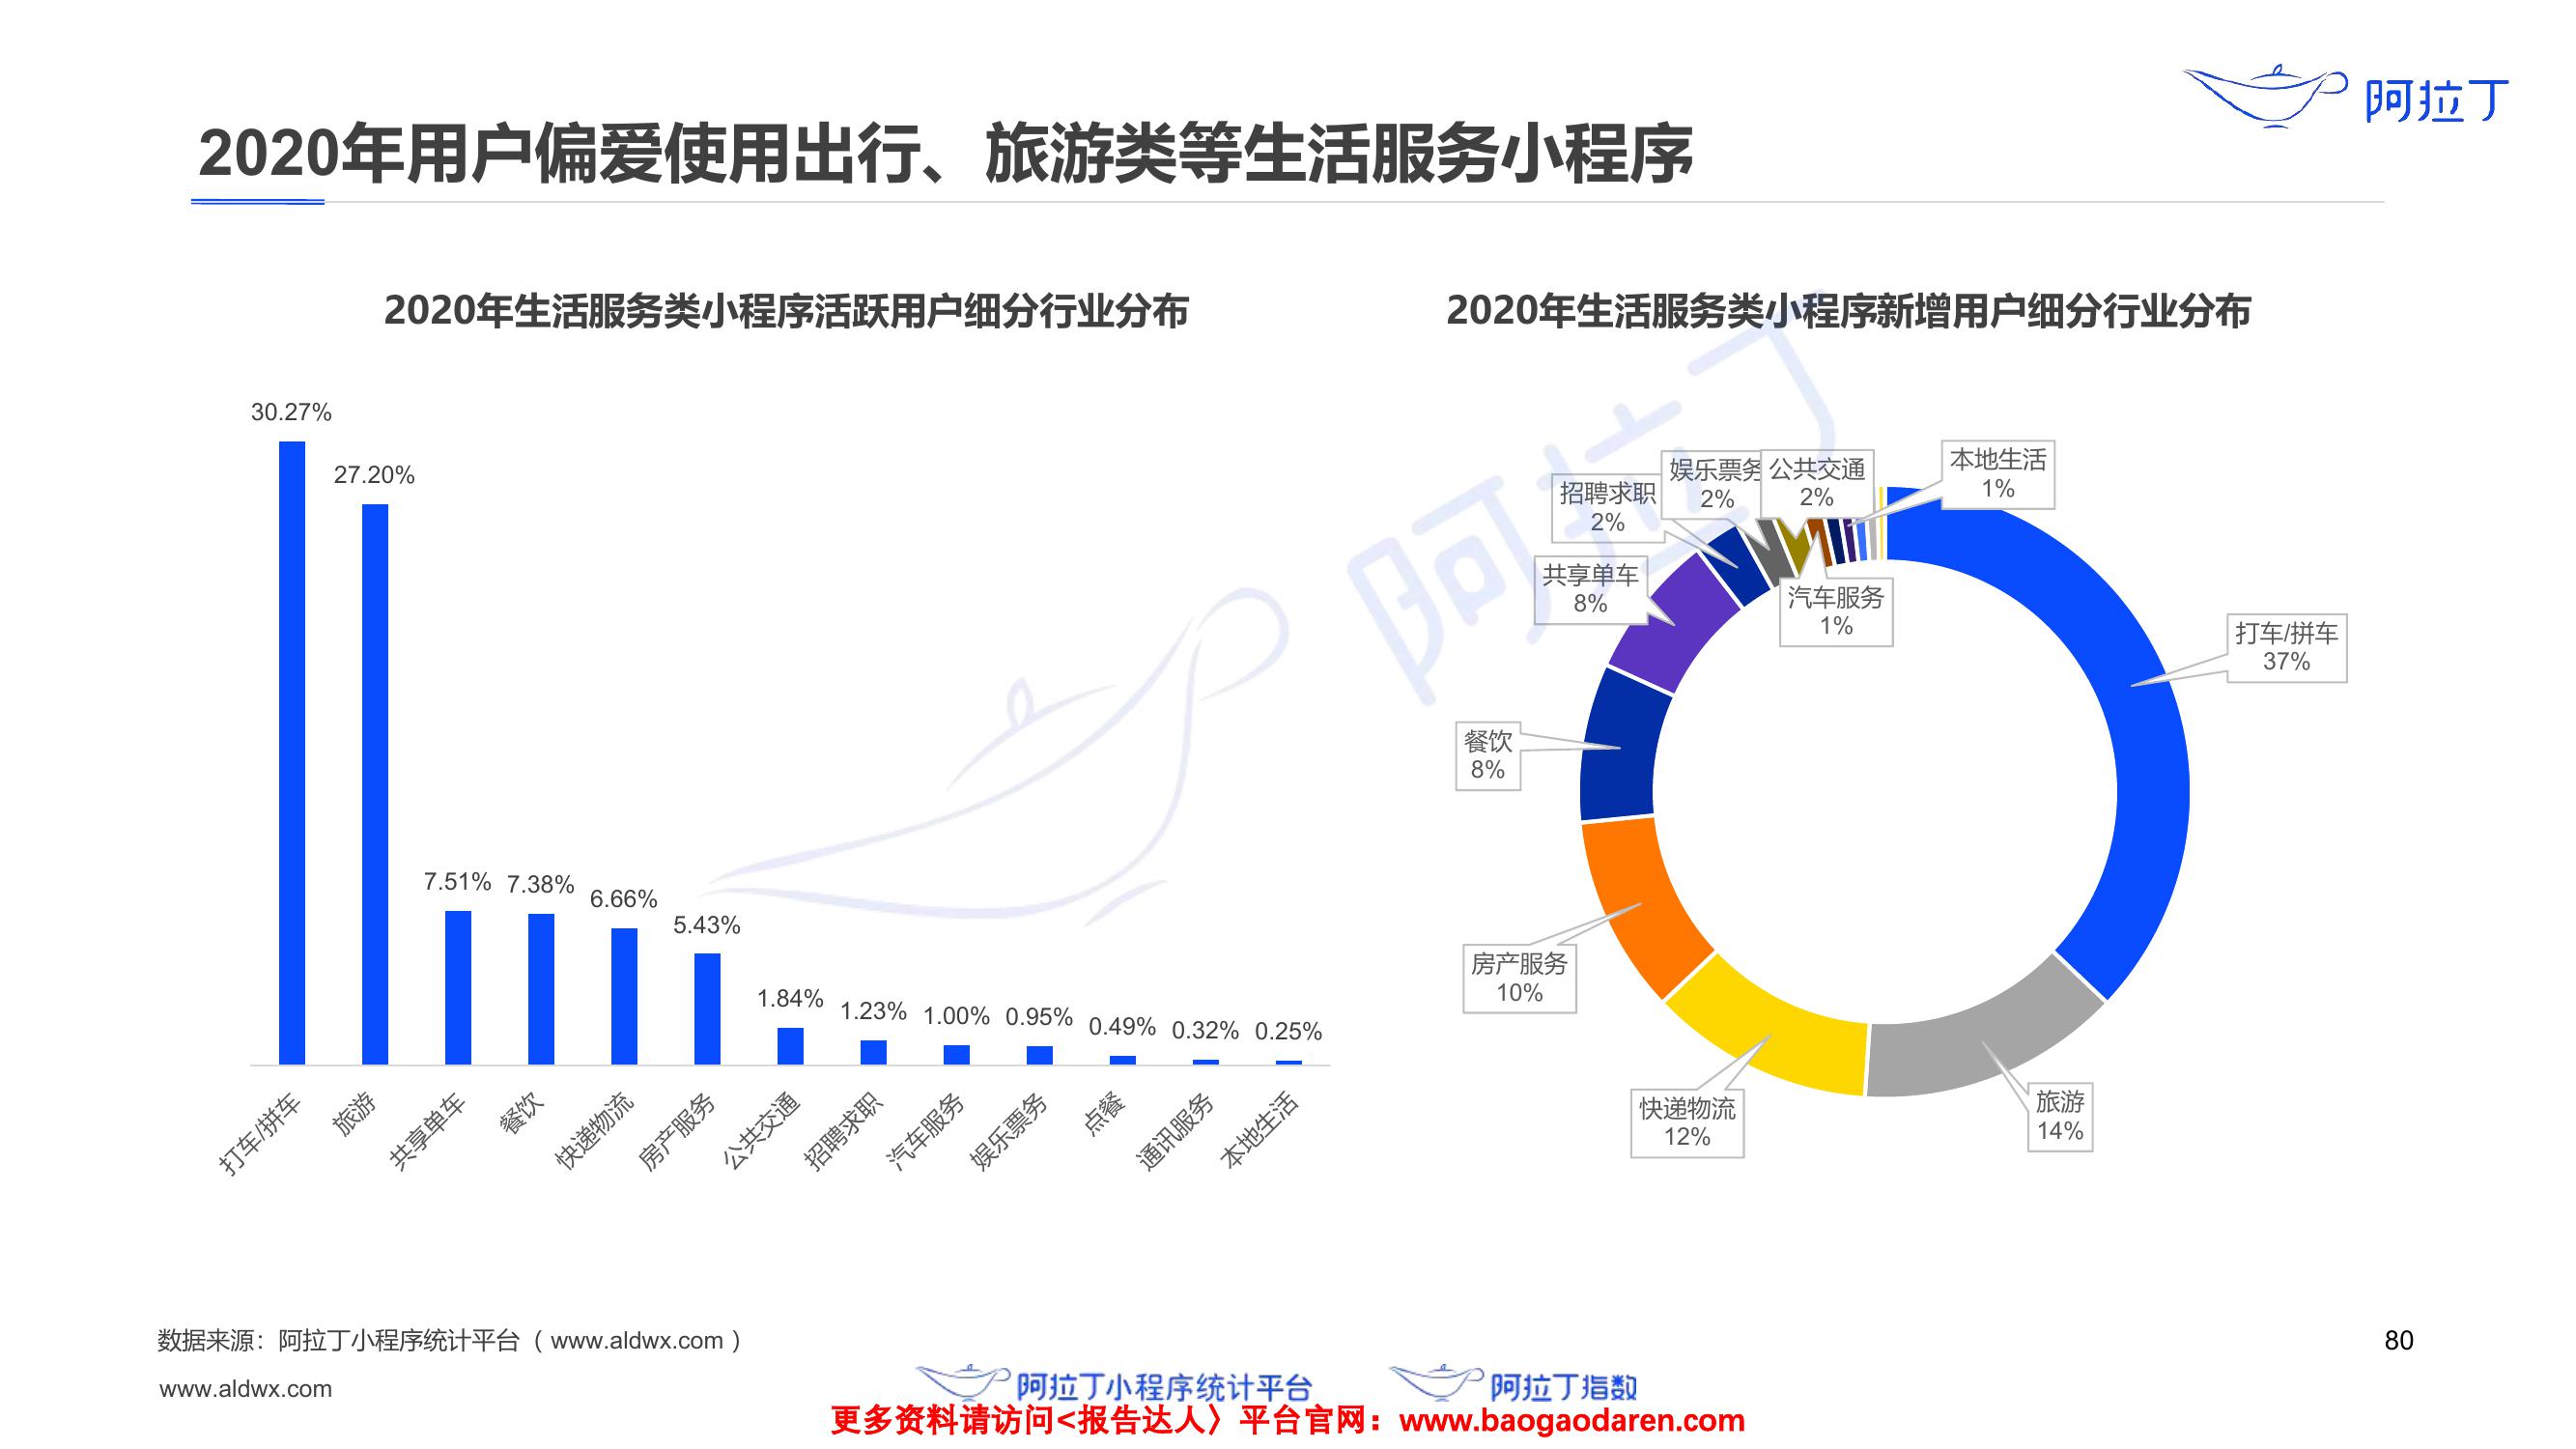 阿拉丁
2020年用户偏爱使用出行、旅游类等生活服务小程序
2020年生活服务类小程序活跃用户细分行业分布
30.27%
27.20%
7.51%
7.38%
6.66%
5.43%
1.84%
1.23%
1.00%
0.95%
0.49%
0.32%
0.25%
打车/拼车
旅游
共享单车
餐饮
快递物流
房产服务
公共交通
招聘求职
汽车服务
娱乐票务
点餐
通讯服务
本地生活
2020年生活服务类小程序新增用户细分行业分布
阿拉丁
本地生活
1%
公共交通
2%
娱乐票务
2%
招聘求职
2%
汽车服务
1%
共享单车
8%
打车/拼车
37%
餐饮
8%
房产服务
10%
快递物流
12%
旅游
14%
数据来源：阿拉丁小程序统计平台（www.aldwx.com）
80
www.aldwx.com
阿拉丁小程序统计平台
阿拉丁指数
更多资料请访问<报告达人〉平台官网：www.baogaodaren.com